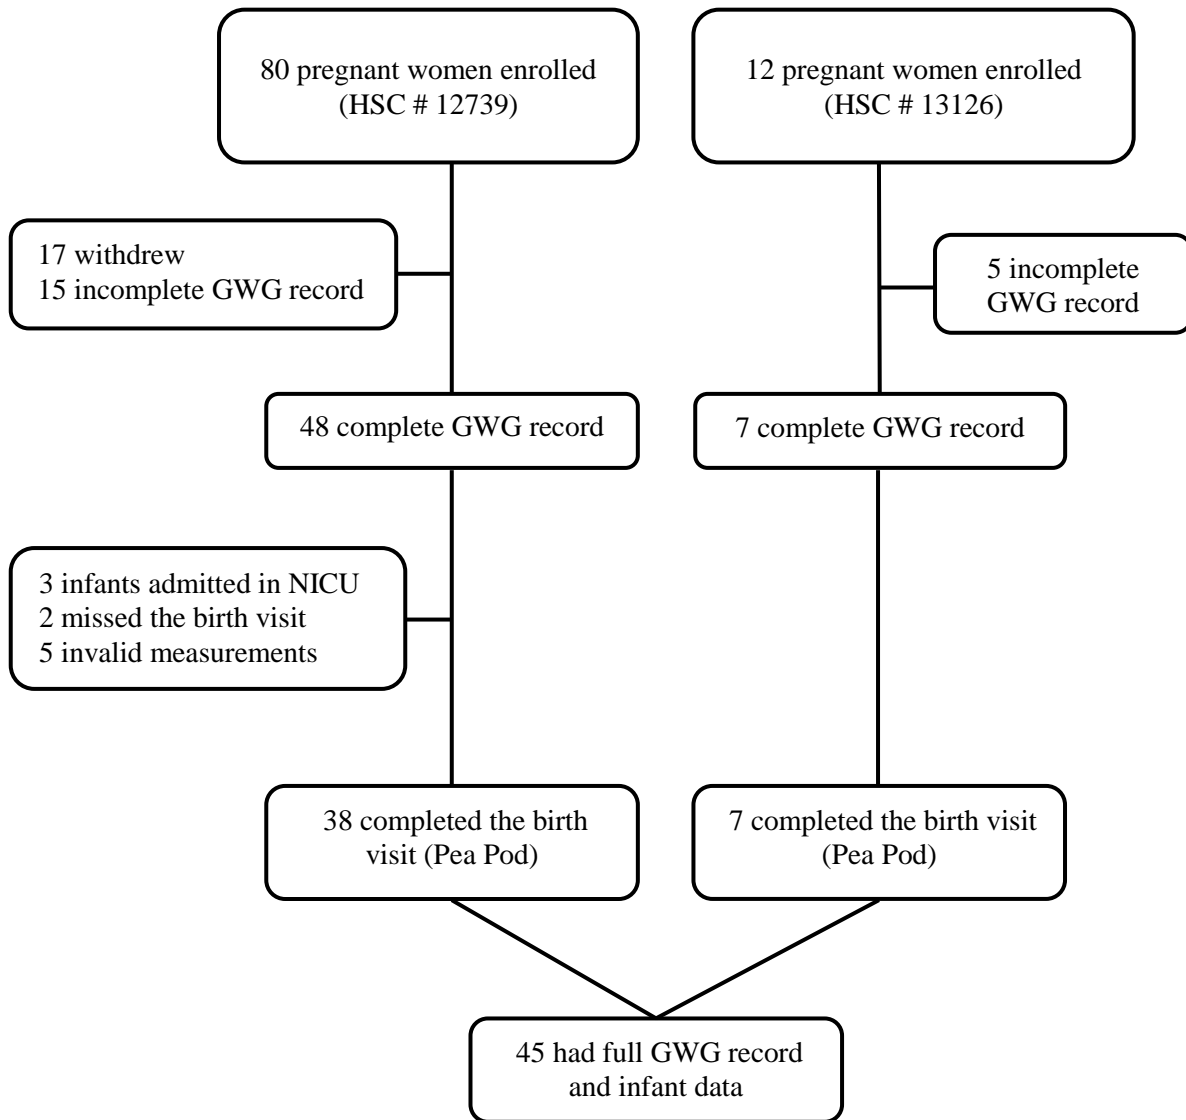 80 pregnant women enrolled
(HSC # 12739)
12 pregnant women enrolled
(HSC # 13126)
17 withdrew
15 incomplete GWG record
5 incomplete
GWG record
48 complete GWG record
7 complete GWG record
3 infants admitted in NICU
2 missed the birth visit
5 invalid measurements
38 completed the birth
visit (Pea Pod)
7 completed the birth visit
(Pea Pod)
45 had full GWG record
and infant data